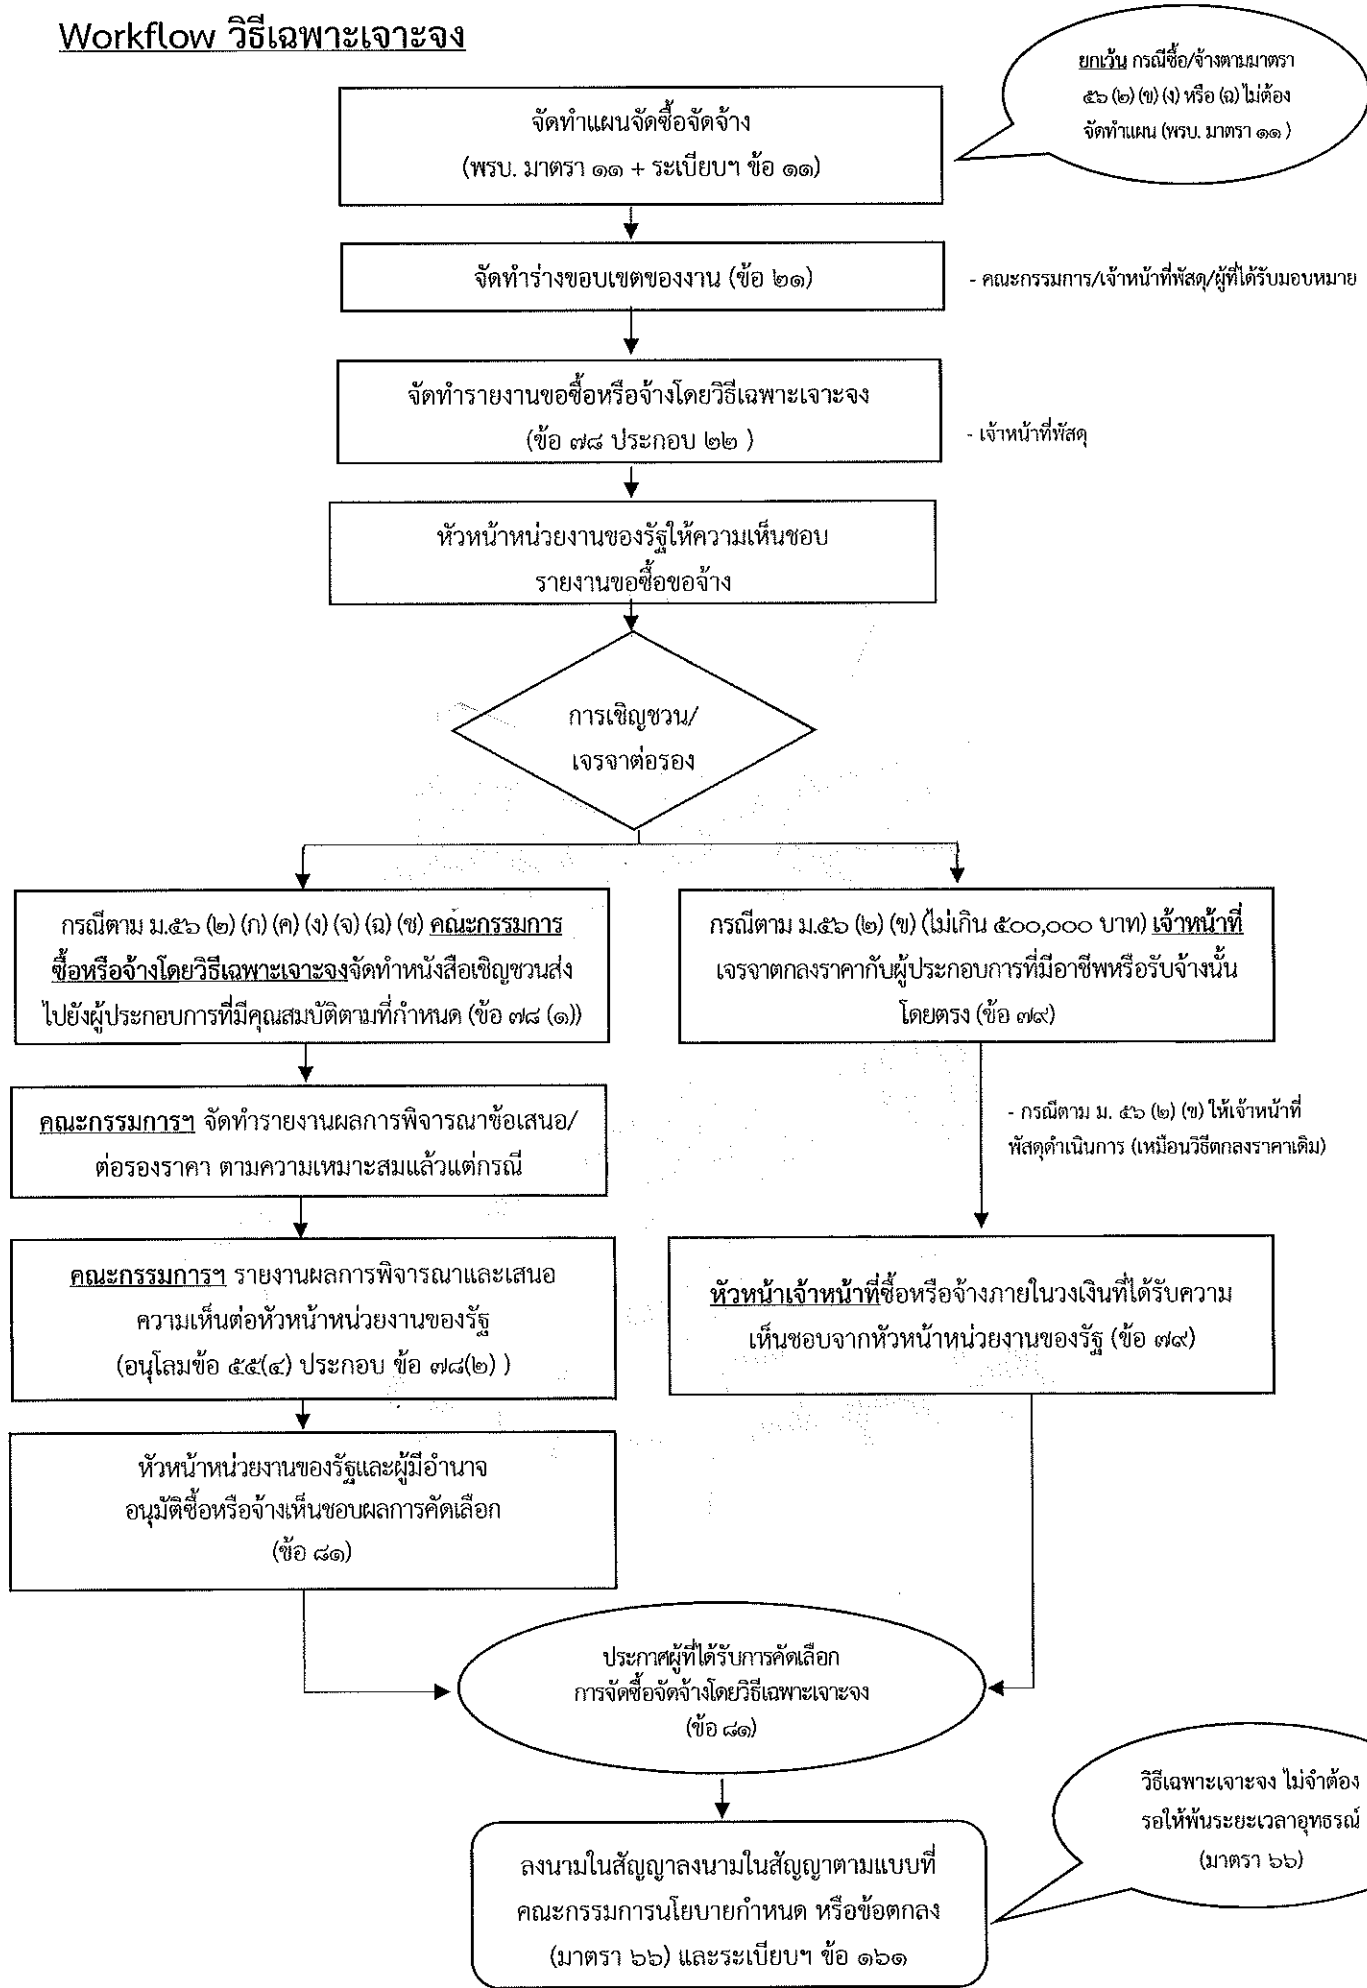 Workflow วิธีเฉพาะเจาะจง
ยกเว้น กรณีซื้อ/จ้างตามมาตรา
๕๖ (๒) (ข) (ง) หรือ (ฉ) ไม่ต้อง
จัดทำแผน (พรบ. มาตรา ๑๑ )
จัดทำแผนจัดซื้อจัดจ้าง
(พรบ. มาตรา ๑๑ + ระเบียบฯ ข้อ ๑๑)
จัดทำร่างขอบเขตของงาน (ข้อ ๒๑)
- คณะกรรมการ/เจ้าหน้าที่พัสดุ/ผู้ที่ได้รับมอบหมาย
จัดทำรายงานขอซื้อหรือจ้างโดยวิธีเฉพาะเจาะจง
(ข้อ ๗๘ ประกอบ ๒๒ )
- เจ้าหน้าที่พัสดุ
หัวหน้าหน่วยงานของรัฐให้ความเห็นชอบ
รายงานขอซื้อขอจ้าง
การเชิญชวน/
เจรจาต่อรอง
กรณีตาม ม.๕๖ (๒) (ก) (ค) (ง) (จ) (ฉ) (ช) คณะกรรมการ
ซื้อหรือจ้างโดยวิธีเฉพาะเจาะจงจัดทำหนังสือเชิญชวนส่ง
ไปยังผู้ประกอบการที่มีคุณสมบัติตามที่กำหนด (ข้อ ๗๘ (๑))
กรณีตาม ม.๕๖ (๒) (ข) (ไม่เกิน ๕๐๐,๐๐๐ บาท) เจ้าหน้าที่
เจรจาตกลงราคากับผู้ประกอบการที่มีอาชีพหรือรับจ้างนั้น
โดยตรง (ข้อ ๗๙)
คณะกรรมการฯ จัดทำรายงานผลการพิจารณาข้อเสนอ/
ต่อรองราคา ตามความเหมาะสมแล้วแต่กรณี
- กรณีตาม ม. ๕๖ (๒) (ข) ให้เจ้าหน้าที่
พัสดุดำเนินการ (เหมือนวิธีตกลงราคาเดิม)
คณะกรรมการฯ รายงานผลการพิจารณาและเสนอ
ความเห็นต่อหัวหน้าหน่วยงานของรัฐ
(อนุโลมข้อ ๕๕(๔) ประกอบ ข้อ ๗๘(๒) )
หัวหน้าเจ้าหน้าที่ซื้อหรือจ้างภายในวงเงินที่ได้รับความ
เห็นชอบจากหัวหน้าหน่วยงานของรัฐ (ข้อ ๗๙)
หัวหน้าหน่วยงานของรัฐและผู้มีอำนาจ
อนุมัติซื้อหรือจ้างเห็นชอบผลการคัดเลือก
(ข้อ ๘๑)
ประกาศผู้ที่ได้รับการคัดเลือก
การจัดซื้อจัดจ้างโดยวิธีเฉพาะเจาะจง
(ข้อ ๘๑)
วิธีเฉพาะเจาะจง ไม่จำต้อง
รอให้พ้นระยะเวลาอุทธรณ์
(มาตรา ๖๖)
ลงนามในสัญญาลงนามในสัญญาตามแบบที่
คณะกรรมการนโยบายกำหนด หรือข้อตกลง
(มาตรา ๖๖) และระเบียบฯ ข้อ ๑๖๑